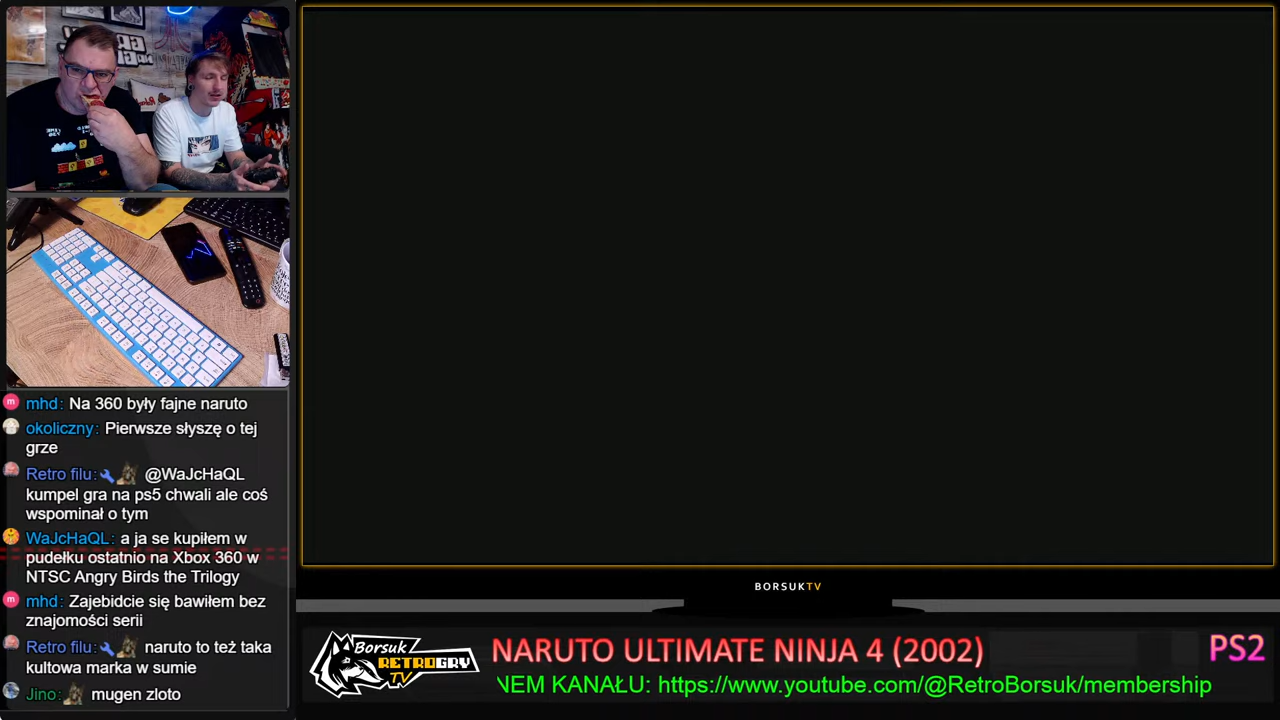 mhd: Na 360 były fajne naruto
okoliczny: Pierwsze słyszę o tej
grze
Retro filu: @WaJcHaQL
kumpel gra na ps5 chwali ale coś
wspominał o tym
WaJcHaQL: a ja se kupiłem w
pudełku ostatnio na Xbox 360 w
NTSC Angry Birds the Trilogy
mhd: Zajebidcie się bawiłem bez
znajomości serii
Retro filu: naruto to też taka
kultowa marka w sumie
Jino: mugen zloto
BORSUKTV
Borsuk
RETROGRY
TV
NARUTO ULTIMATE NINJA 4 (2002)
PS2
NEM KANAŁU: https://www.youtube.com/@RetroBorsuk/membership